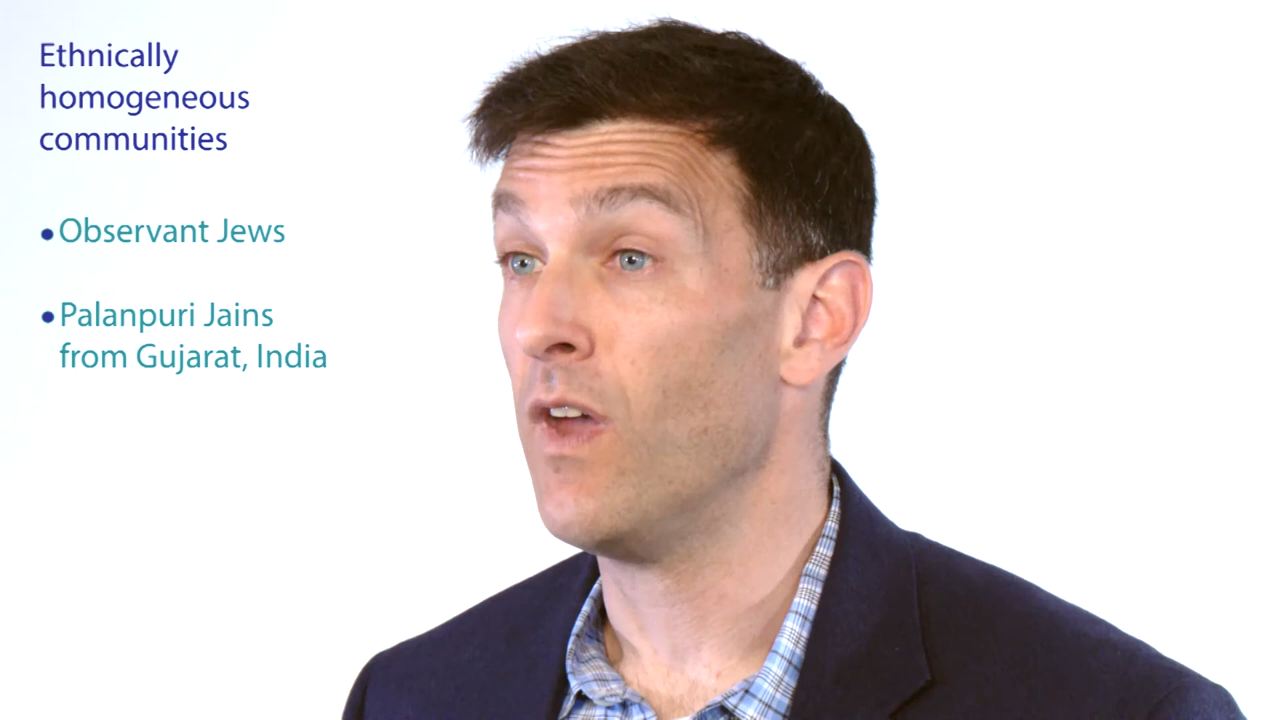 Ethnically
homogeneous
communities
•Observant Jews
•Palanpuri Jains
from Gujarat, India